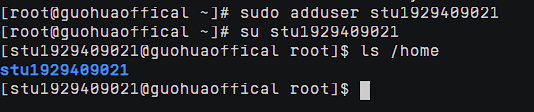 [root@guohuaoffical ~]# sudo adduser stu1929409021
[root@guohuaoffical ~]# su stu1929409021
[stu1929409021@guohuaoffical root]$ ls /home
stu1929409021
[stu1929409021@guohuaoffical root]$